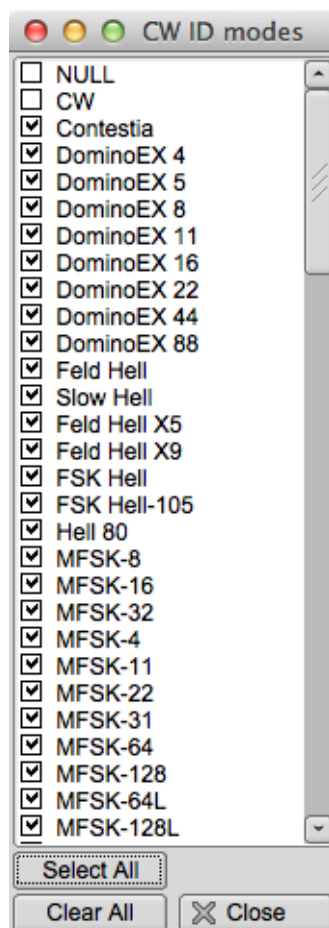 CW ID modes
NULL
CW
Contestia
DominoEX 4
DominoEX 5
DominoEX 8
DominoEX 11
DominoEX 16
DominoEX 22
DominoEX 44
DominoEX 88
Feld Hell
Slow Hell
Feld Hell X5
Feld Hell X9
FSK Hell
FSK Hell-105
Hell 80
MFSK-8
MFSK-16
MFSK-32
MFSK-4
MFSK-11
MFSK-22
MFSK-31
MFSK-64
MFSK-128
MFSK-64L
MFSK-128L
Select All
Clear All
Close